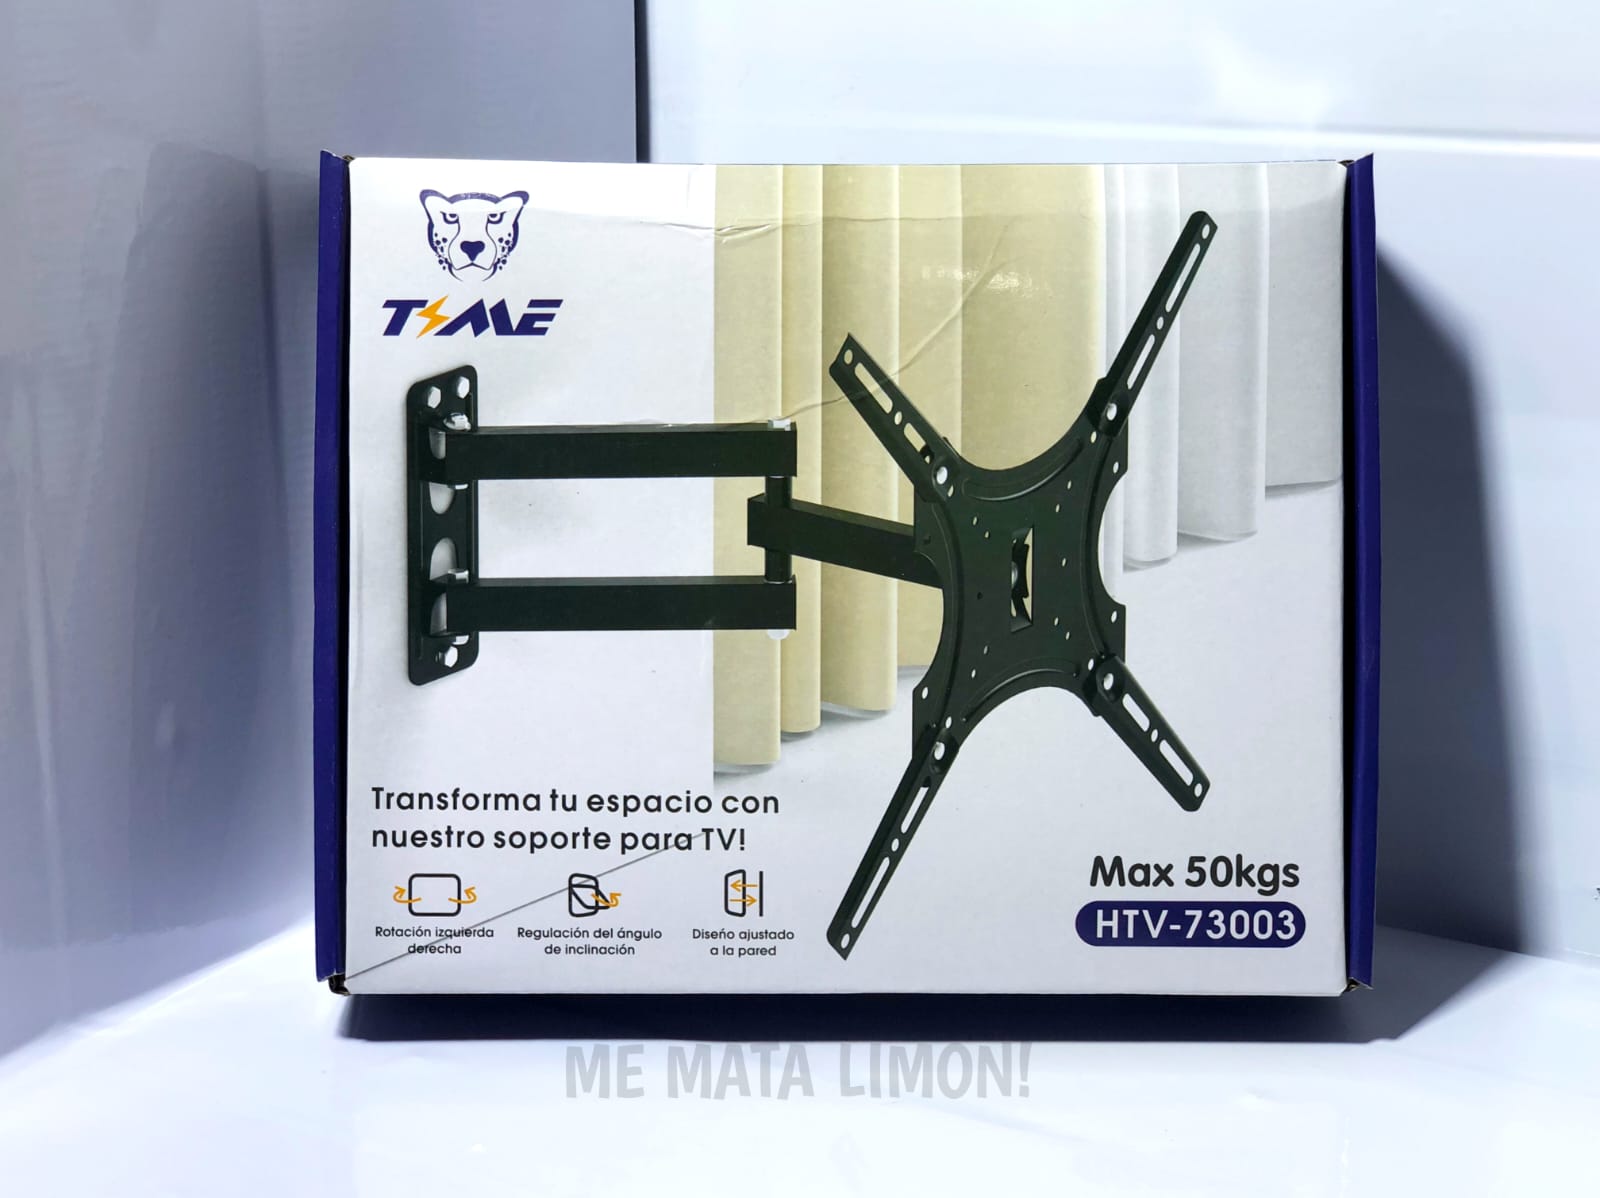 TIME
Transforma tu espacio con
nuestro soporte para TV!
Rotación izquierda
derecha
Regulación del ángulo
de inclinación
Diseño ajustado
a la pared
Max 50kgs
HTV-73003
ME MATA LIMON!